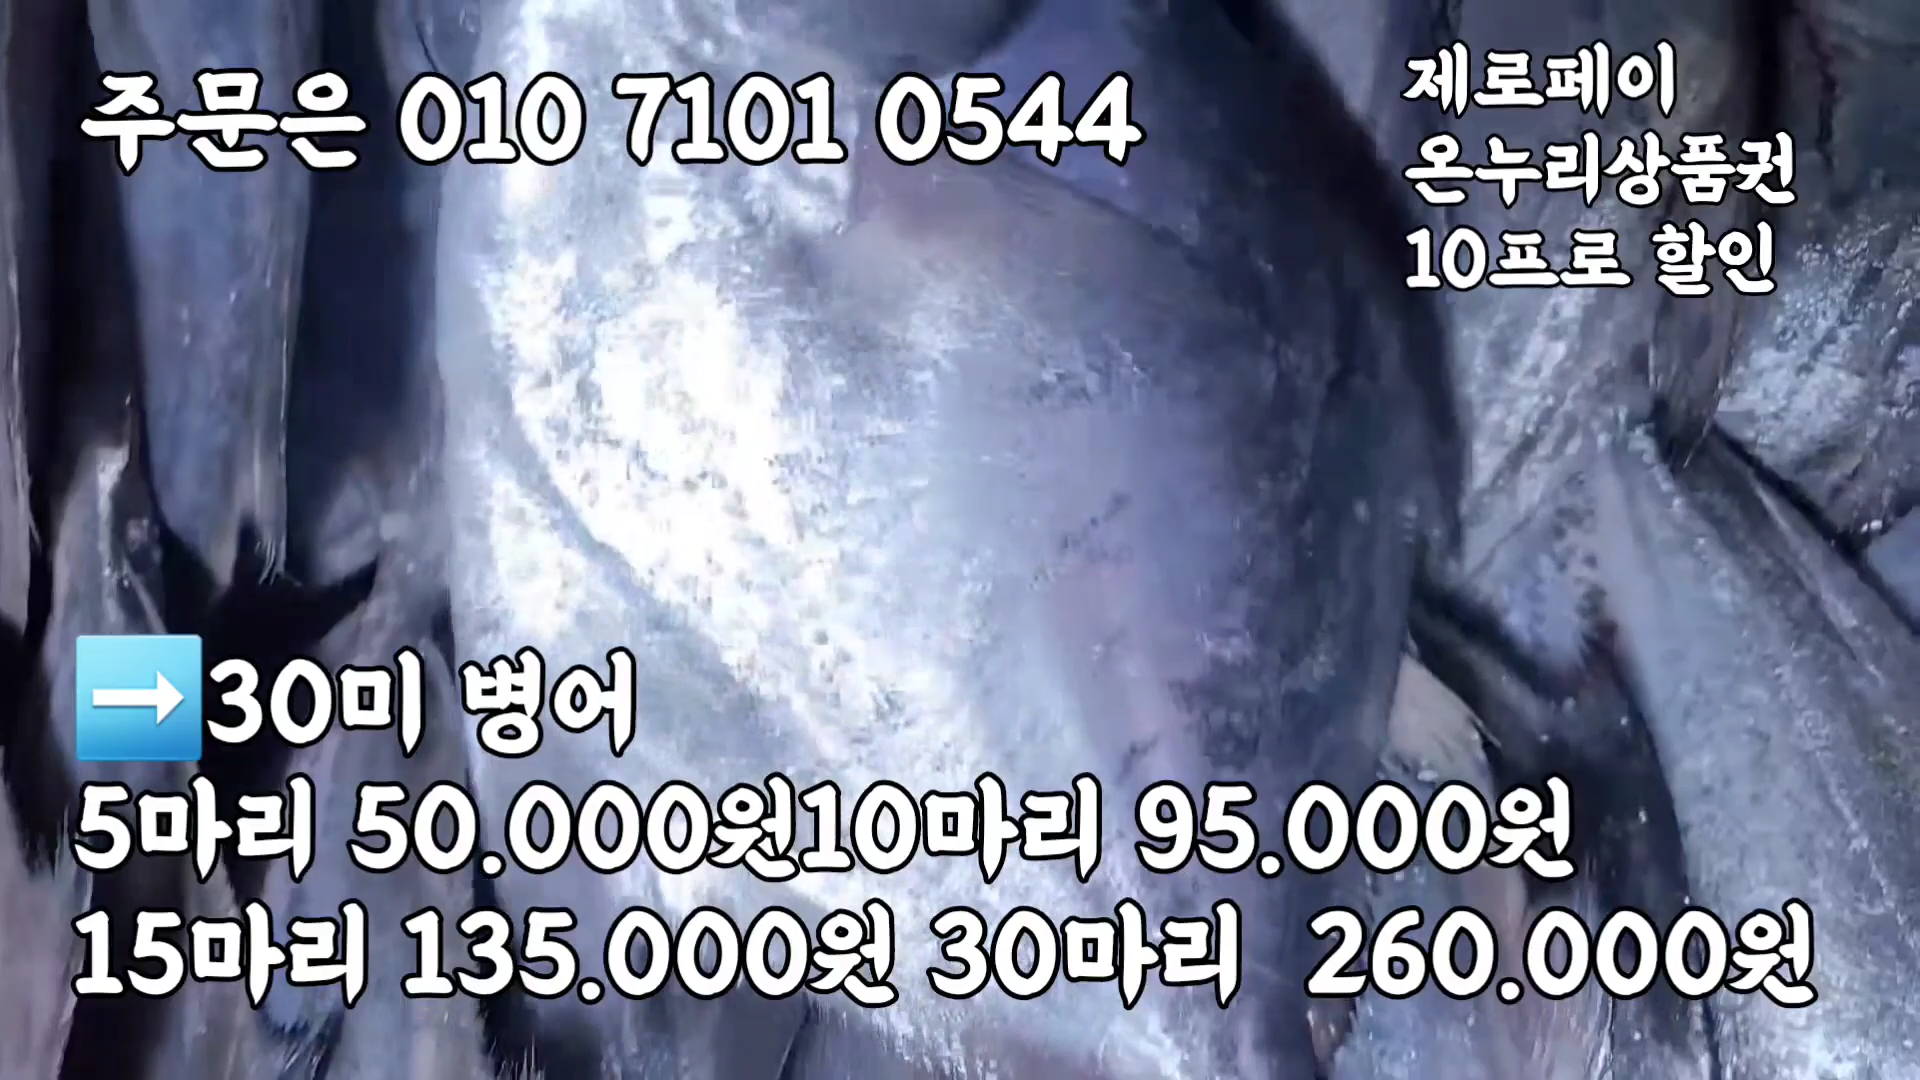 주문은 010 7101 0544
제로페이
온누리상품권
10프로 할인
➡30미 병어
5마리 50.000원10마리 95.000원
15마리 135.000원 30마리 260.000원